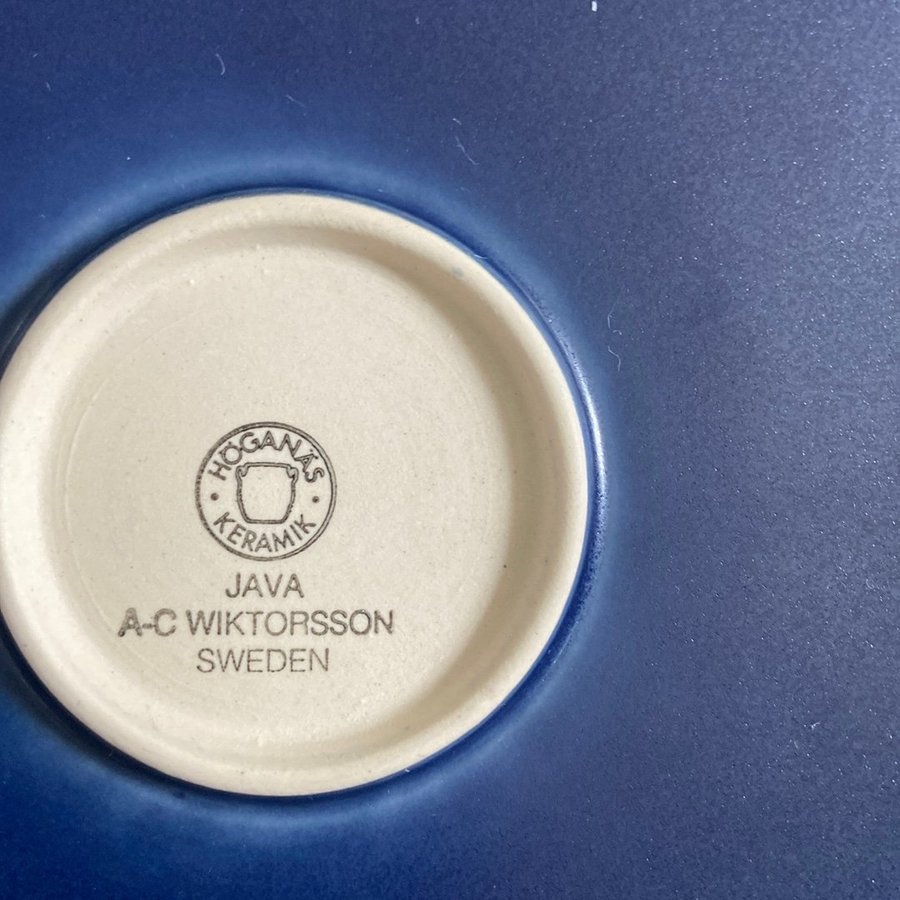 HÖGANÄS
KERAMIK
JAVA
A-C WIKTORSSON
SWEDEN